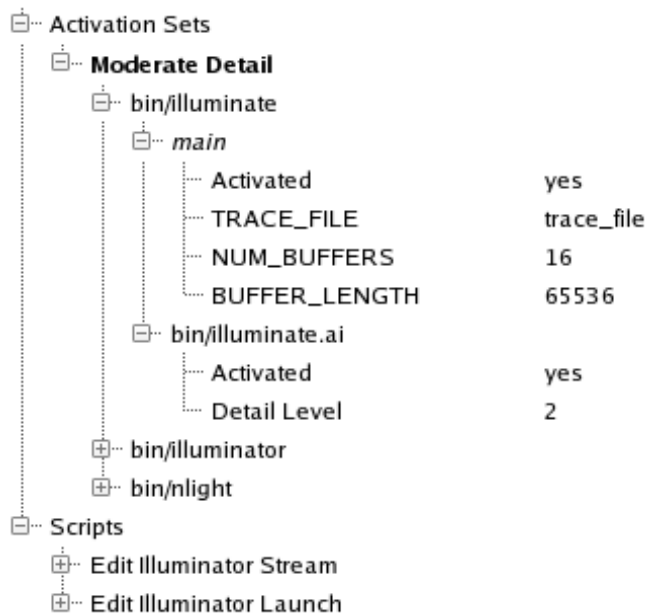 Activation Sets
Moderate Detail
bin/illuminate
main
Activated yes
TRACE_FILE trace_file
NUM_BUFFERS 16
BUFFER_LENGTH 65536
bin/illuminate.ai
Activated yes
Detail Level 2
bin/illuminator
bin/nlight
Scripts
Edit Illuminator Stream
Edit Illuminator Launch